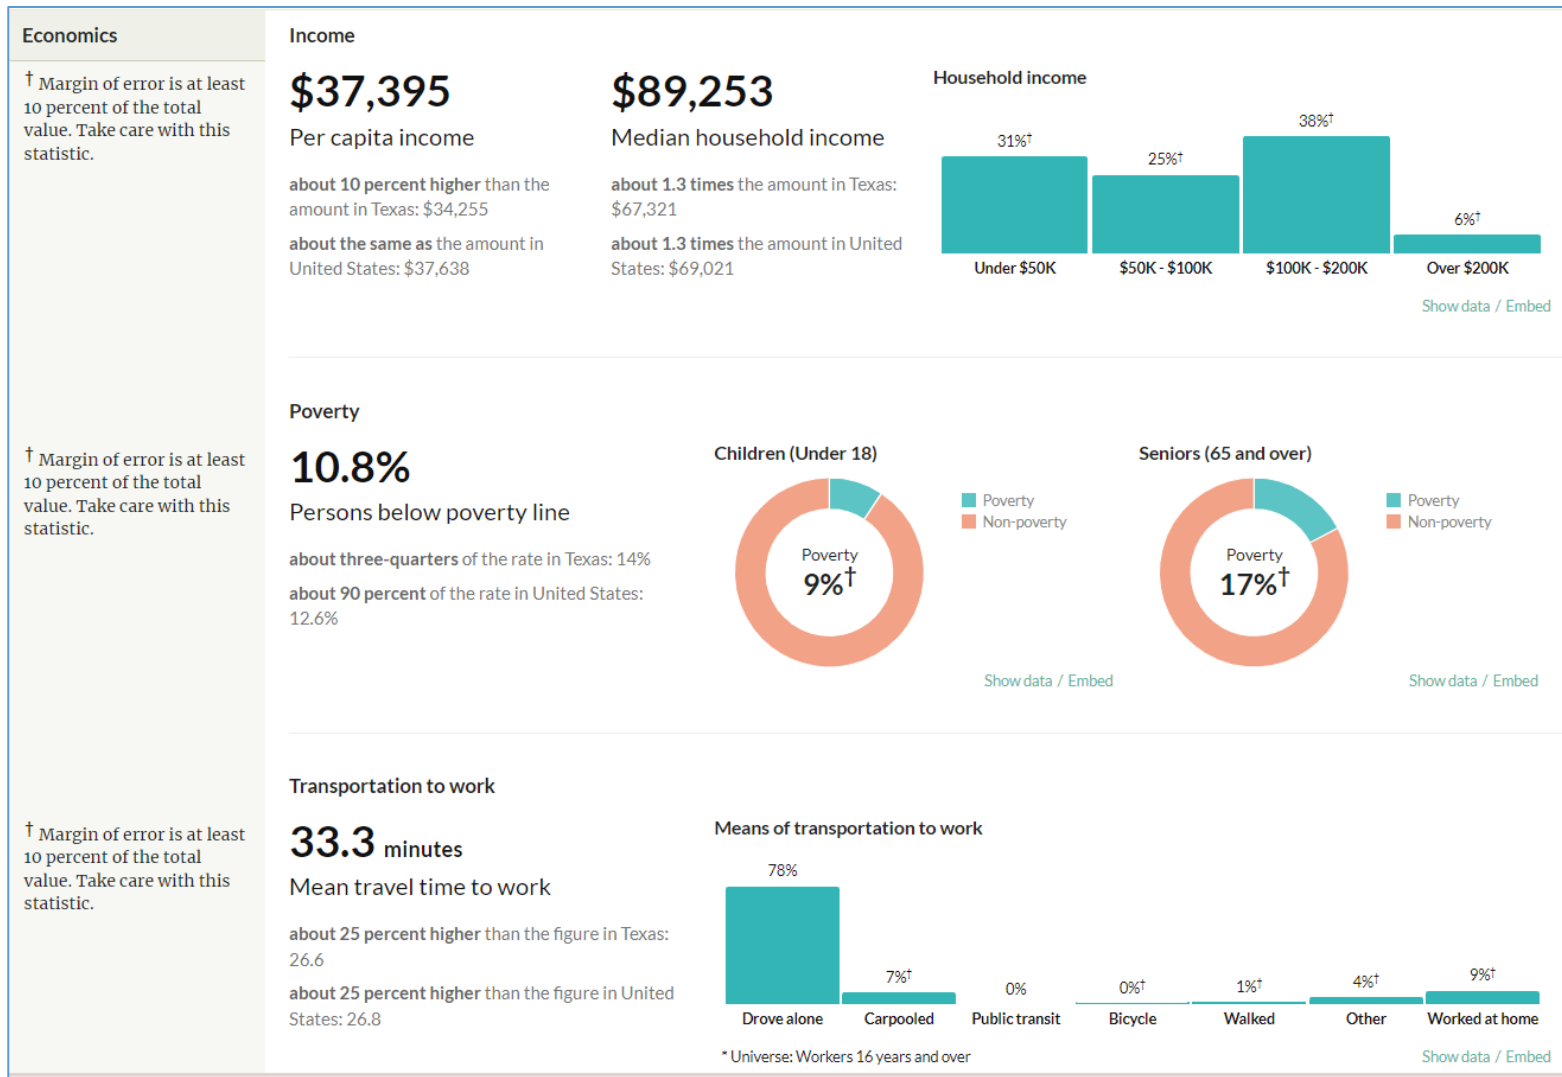 Economics
† Margin of error is at least
10 percent of the total
value. Take care with this
statistic.
Income
$37,395
Per capita income
about 10 percent higher than the
amount in Texas: $34,255
about the same as the amount in
United States: $37,638
$89,253
Median household income
about 1.3 times the amount in Texas:
$67,321
about 1.3 times the amount in United
States: $69,021
Household income
31%†
25%†
38%†
6%†
Under $50K
$50K - $100K
$100K - $200K
Over $200K
Show data / Embed
† Margin of error is at least
10 percent of the total
value. Take care with this
statistic.
Poverty
10.8%
Persons below poverty line
about three-quarters of the rate in Texas: 14%
about 90 percent of the rate in United States:
12.6%
Children (Under 18)
Poverty
9%†
Poverty
Non-poverty
Show data / Embed
Seniors (65 and over)
Poverty
17%†
Poverty
Non-poverty
Show data / Embed
† Margin of error is at least
10 percent of the total
value. Take care with this
statistic.
Transportation to work
33.3 minutes
Mean travel time to work
about 25 percent higher than the figure in Texas:
26.6
about 25 percent higher than the figure in United
States: 26.8
Means of transportation to work
78%
7%†
0%
0%†
1%†
4%†
9%†
Drove alone
Carpooled
Public transit
Bicycle
Walked
Other
Worked at home
* Universe: Workers 16 years and over
Show data / Embed